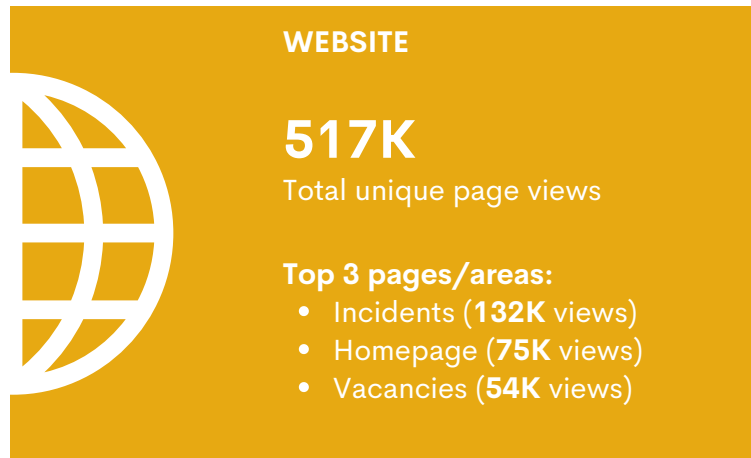 WEBSITE
517K
Total unique page views
Top 3 pages/areas:
• Incidents (132K views)
• Homepage (75K views)
• Vacancies (54K views)